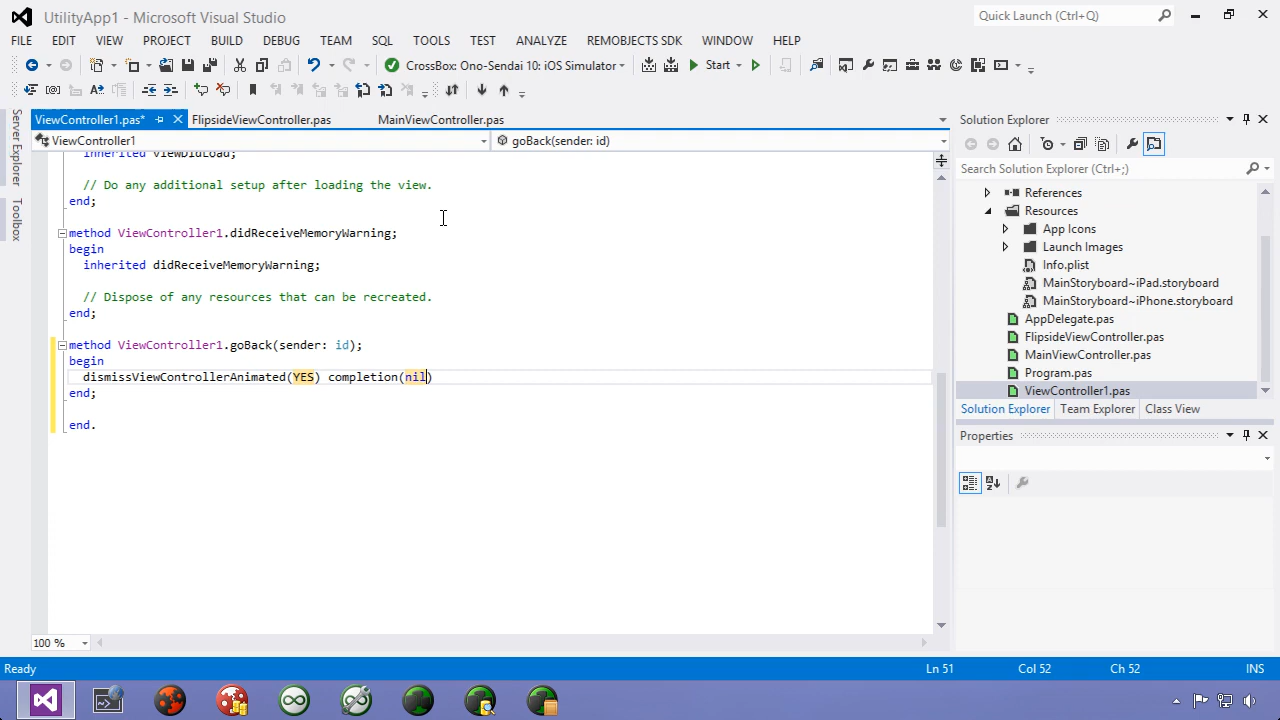 UtilityApp1 - Microsoft Visual Studio
Quick Launch (Ctrl+Q)
FILE EDIT VIEW PROJECT BUILD DEBUG TEAM SQL TOOLS TEST ANALYZE REMOBJECTS SDK WINDOW HELP
CrossBox: Ono-Sendai 10: iOS Simulator
Start
ViewController1.pas* FlipsideViewController.pas MainViewController.pas
ViewController1
goBack(sender: id)
Server Explorer
Toolbox
inherited viewDidLoad;
// Do any additional setup after loading the view.
end;
method ViewController1.didReceiveMemoryWarning;
begin
inherited didReceiveMemoryWarning;
// Dispose of any resources that can be recreated.
end;
method ViewController1.goBack(sender: id);
begin
dismissViewControllerAnimated(YES) completion(nil)
end;
end.
100 %
Solution Explorer
Search Solution Explorer (Ctrl+;)
References
Resources
App Icons
Launch Images
Info.plist
MainStoryboard~iPad.storyboard
MainStoryboard~iPhone.storyboard
AppDelegate.pas
FlipsideViewController.pas
MainViewController.pas
Program.pas
ViewController1.pas
Solution Explorer Team Explorer Class View
Properties
Ready
Ln 51
Col 52
Ch 52
INS